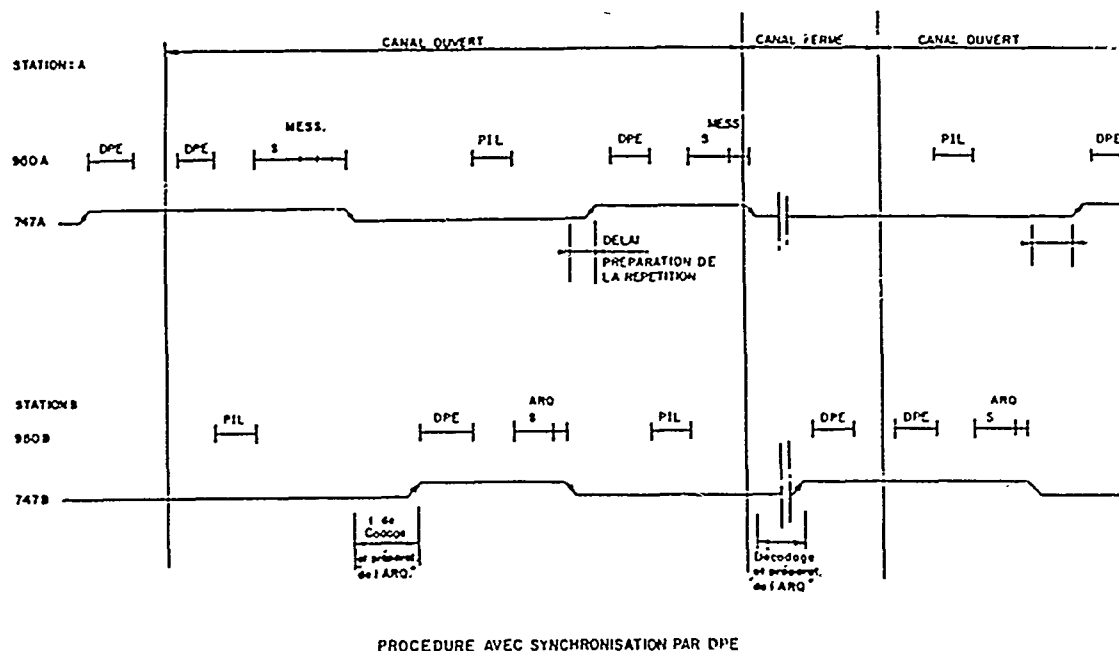 CANAL OUVERT
CANAL FERME
CANAL OUVERT
STATION: A
MESS.
MESS
DPE
DPE
S
PIL
DPE
S
PIL
DPE
960A
747A
DELAI
PREPARATION DE
LA REPETITION
STATION B
ARQ
ARQ
PIL
DPE
S
PIL
DPE
DPE
S
960B
747B
t de
Codage
et préparat.
de l'ARQ."
Décodage
et préparat.
"de l'ARQ"
PROCEDURE AVEC SYNCHRONISATION PAR DPE